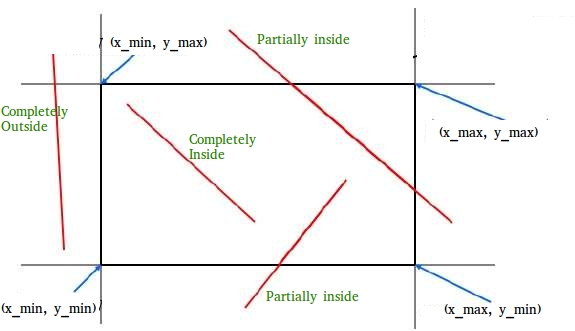 (x_min, y_max)
Partially inside
Completely
Outside
Completely
Inside
(x_max, y_max)
Partially inside
(x_min, y_min)
(x_max, y_min)